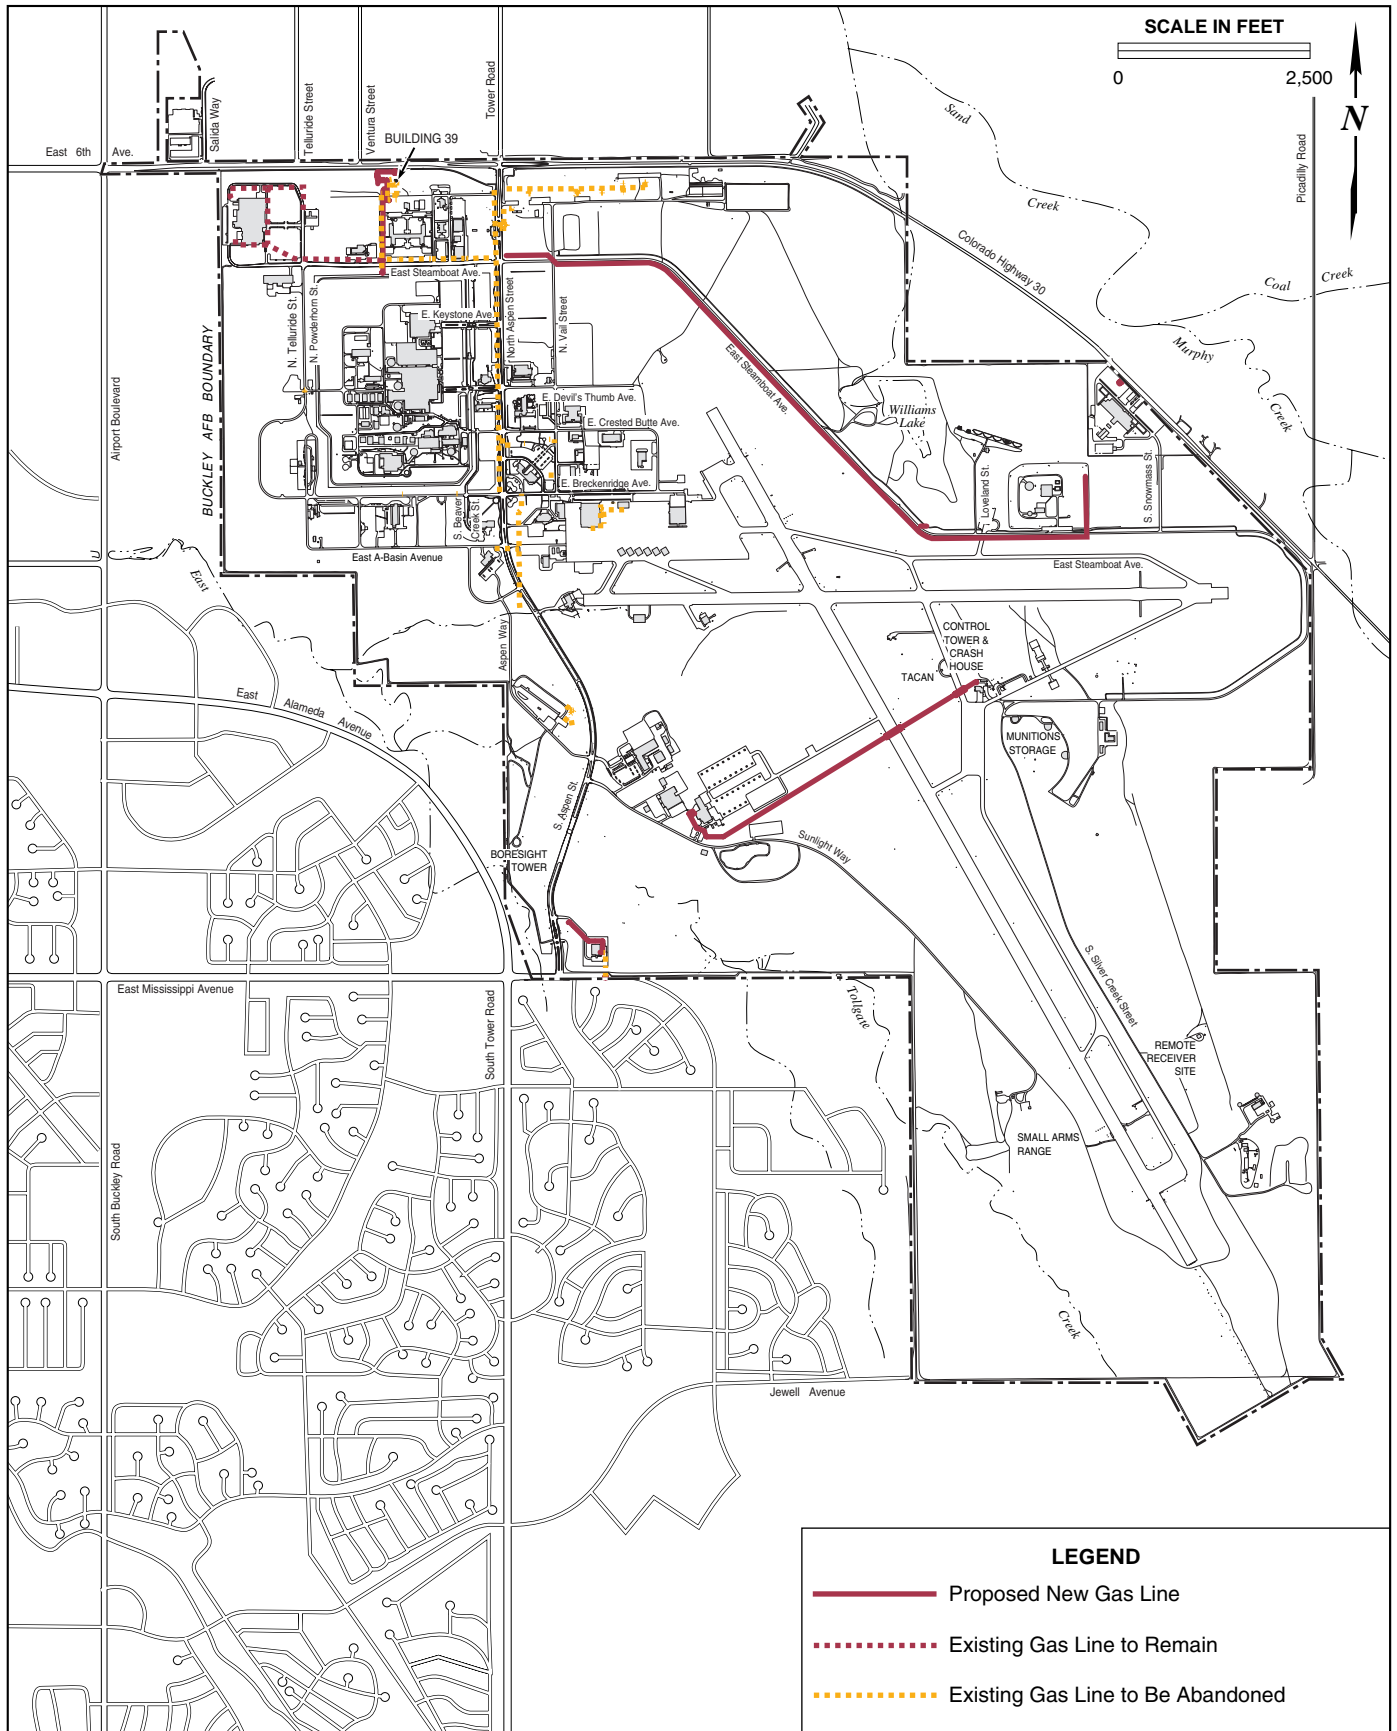 SCALE IN FEET
0 2,500
N
Salida Way
Telluride Street
Ventura Street
Tower Road
BUILDING 39
East 6th Ave.
Sand
Creek
Picadilly Road
Colorado Highway 30
Coal Creek
Murphy
Creek
East Steamboat Ave.
N. Telluride St.
N. Powderhorn St.
E. Keystone Ave.
North Aspen Street
N. Vail Street
BUCKLEY AFB BOUNDARY
Airport Boulevard
East Steamboat Ave.
E. Devil's Thumb Ave.
E. Crested Butte Ave.
Williams
Lake
E. Breckenridge Ave.
Loveland St.
S. Snowmass St.
S. Beaver
Creek St.
East A-Basin Avenue
East Steamboat Ave.
East
Aspen Way
CONTROL
TOWER &
CRASH
HOUSE
TACAN
East Alameda Avenue
MUNITIONS
STORAGE
S. Aspen St.
Sunlight Way
BORESIGHT
TOWER
S. Silver Creek Street
East Mississippi Avenue
Tollgate
South Tower Road
REMOTE
RECEIVER
SITE
SMALL ARMS
RANGE
South Buckley Road
Creek
Jewell Avenue
LEGEND
Proposed New Gas Line
Existing Gas Line to Remain
Existing Gas Line to Be Abandoned